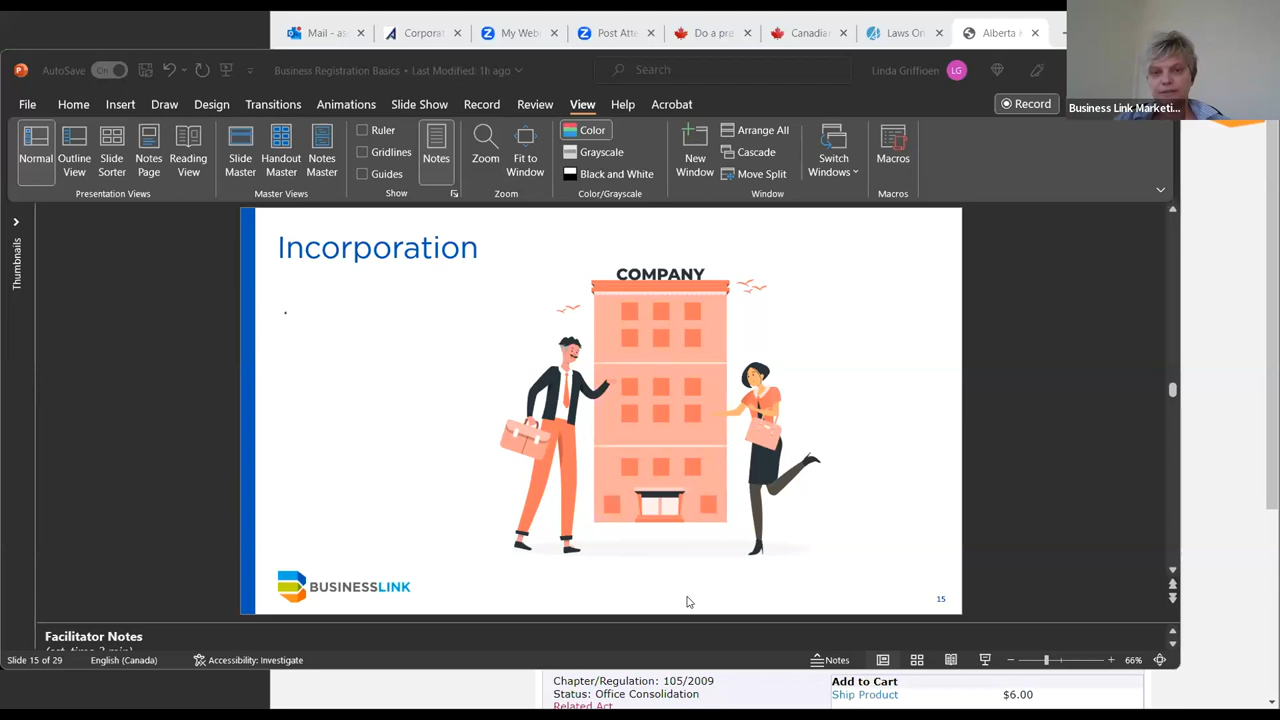 Mail - as
Corporat
My Web
Post Atte
Do a pre
Canadian
Laws On
Alberta K
AutoSave On
Business Registration Basics • Last Modified: 1h ago
Search
Linda Griffioen LG
Business Link Marketi...
File Home Insert Draw Design Transitions Animations Slide Show Record Review View Help Acrobat
Record
Normal
Outline View
Slide Sorter
Notes Page
Reading View
Presentation Views
Slide Master
Handout Master
Notes Master
Master Views
Ruler
Gridlines
Guides
Show
Notes
Zoom
Fit to Window
Zoom
Color
Grayscale
Black and White
Color/Grayscale
New Window
Arrange All
Cascade
Move Split
Window
Switch Windows
Macros
Macros
Thumbnails
Incorporation
COMPANY
BUSINESSLINK
15
Facilitator Notes
Slide 15 of 29
English (Canada)
Accessibility: Investigate
Notes
66%
Chapter/Regulation: 105/2009
Status: Office Consolidation
Related Act
Add to Cart
Ship Product $6.00